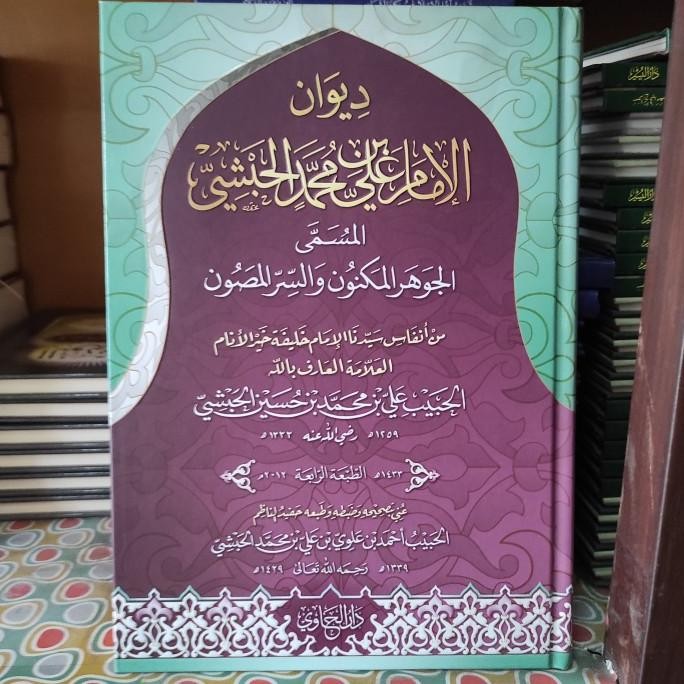 ديوان
الإمام علي بن محمد الحبشي
المسمى
الجوهر المكنون والسر المصون
من أنفاس سيدنا الإمام خليفة خير الأنام
العلامة العارف بالله
الحبيب علي بن محمد بن حسين الحبشي
١٢٥٩هـ رضي الله عنه ١٣٣٣هـ
١٤٣٣هـ الطبعة الرابعة ٢٠١٢م
عني بتصحيحه وضبطه وطبعه حفيد الناظم
الحبيب أحمد بن علوي بن علي بن محمد الحبشي
١٣٣٩هـ رحمه الله تعالى ١٤٢٩هـ
دار الحاوي